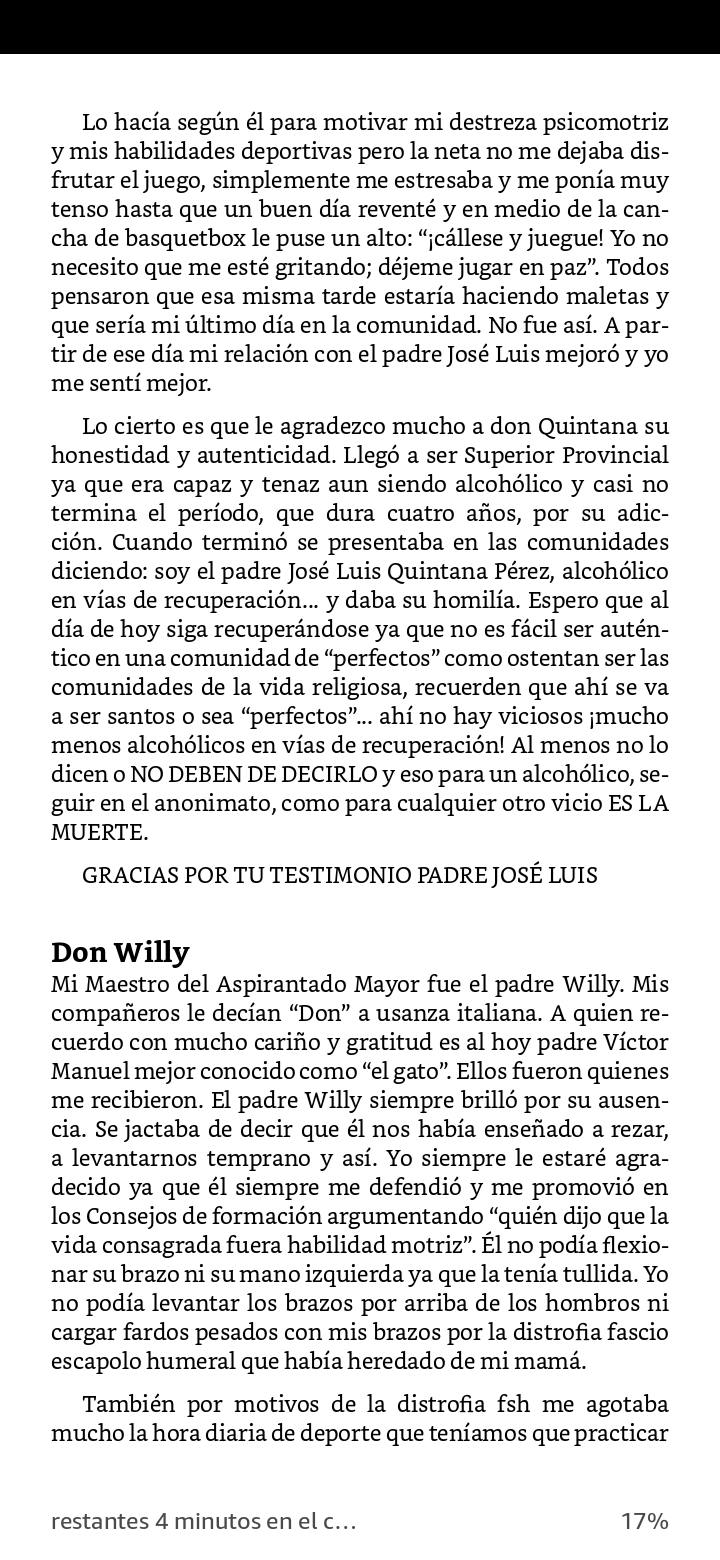 Lo hacía según él para motivar mi destreza psicomotriz
y mis habilidades deportivas pero la neta no me dejaba dis-
frutar el juego, simplemente me estresaba y me ponía muy
tenso hasta que un buen día reventé y en medio de la can-
cha de basquetbox le puse un alto: “¡cállese y juegue! Yo no
necesito que me esté gritando; déjeme jugar en paz”. Todos
pensaron que esa misma tarde estaría haciendo maletas y
que sería mi último día en la comunidad. No fue así. A par-
tir de ese día mi relación con el padre José Luis mejoró y yo
me sentí mejor.
Lo cierto es que le agradezco mucho a don Quintana su
honestidad y autenticidad. Llegó a ser Superior Provincial
ya que era capaz y tenaz aun siendo alcohólico y casi no
termina el período, que dura cuatro años, por su adic-
ción. Cuando terminó se presentaba en las comunidades
diciendo: soy el padre José Luis Quintana Pérez, alcohólico
en vías de recuperación... y daba su homilía. Espero que al
día de hoy siga recuperándose ya que no es fácil ser autén-
tico en una comunidad de “perfectos” como ostentan ser las
comunidades de la vida religiosa, recuerden que ahí se va
a ser santos o sea “perfectos”... ahí no hay viciosos ¡mucho
menos alcohólicos en vías de recuperación! Al menos no lo
dicen o NO DEBEN DE DECIRLO y eso para un alcohólico, se-
guir en el anonimato, como para cualquier otro vicio ES LA
MUERTE.
GRACIAS POR TU TESTIMONIO PADRE JOSÉ LUIS
Don Willy
Mi Maestro del Aspirantado Mayor fue el padre Willy. Mis
compañeros le decían “Don” a usanza italiana. A quien re-
cuerdo con mucho cariño y gratitud es al hoy padre Víctor
Manuel mejor conocido como “el gato”. Ellos fueron quienes
me recibieron. El padre Willy siempre brilló por su ausen-
cia. Se jactaba de decir que él nos había enseñado a rezar,
a levantarnos temprano y así. Yo siempre le estaré agra-
decido ya que él siempre me defendió y me promovió en
los Consejos de formación argumentando “quién dijo que la
vida consagrada fuera habilidad motriz”. Él no podía flexio-
nar su brazo ni su mano izquierda ya que la tenía tullida. Yo
no podía levantar los brazos por arriba de los hombros ni
cargar fardos pesados con mis brazos por la distrofia fascio
escapolo humeral que había heredado de mi mamá.
También por motivos de la distrofia fsh me agotaba
mucho la hora diaria de deporte que teníamos que practicar
restantes 4 minutos en el c... 17%